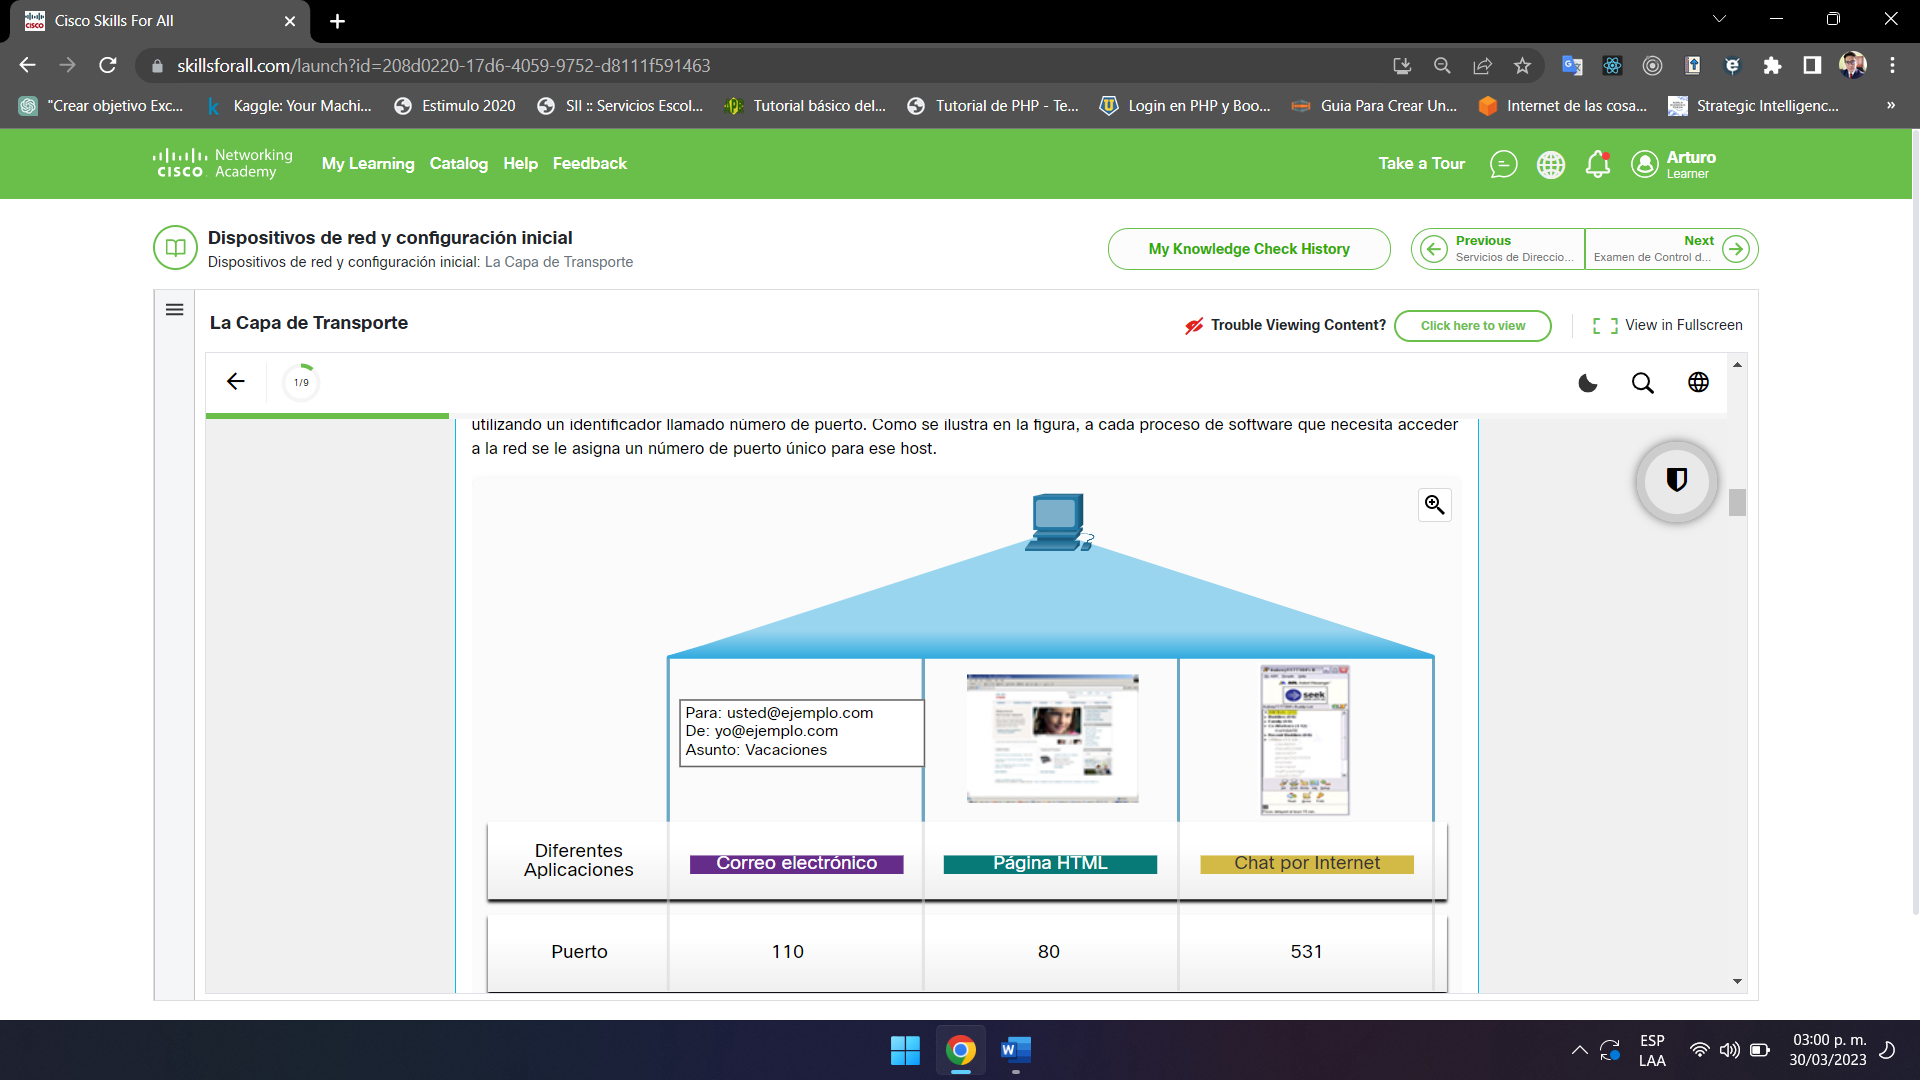 Cisco Skills For All
skillsforall.com/launch?id=208d0220-17d6-4059-9752-d8111f591463
"Crear objetivo Exc...
Kaggle: Your Machi...
Estimulo 2020
SII :: Servicios Escol...
Tutorial básico del...
Tutorial de PHP - Te...
Login en PHP y Boo...
Guia Para Crear Un...
Internet de las cosa...
Strategic Intelligenc...
»
CISCO Networking Academy
My Learning
Catalog
Help
Feedback
Take a Tour
Arturo
Learner
Dispositivos de red y configuración inicial
Dispositivos de red y configuración inicial: La Capa de Transporte
My Knowledge Check History
Previous
Servicios de Direccio...
Next
Examen de Control d...
La Capa de Transporte
Trouble Viewing Content?
Click here to view
View in Fullscreen
1/9
utilizando un identificador llamado número de puerto. Como se ilustra en la figura, a cada proceso de software que necesita acceder
a la red se le asigna un número de puerto único para ese host.
Para: usted@ejemplo.com
De: yo@ejemplo.com
Asunto: Vacaciones
seek
Diferentes
Aplicaciones
Correo electrónico
Página HTML
Chat por Internet
Puerto
110
80
531
ESP
LAA
03:00 p. m.
30/03/2023